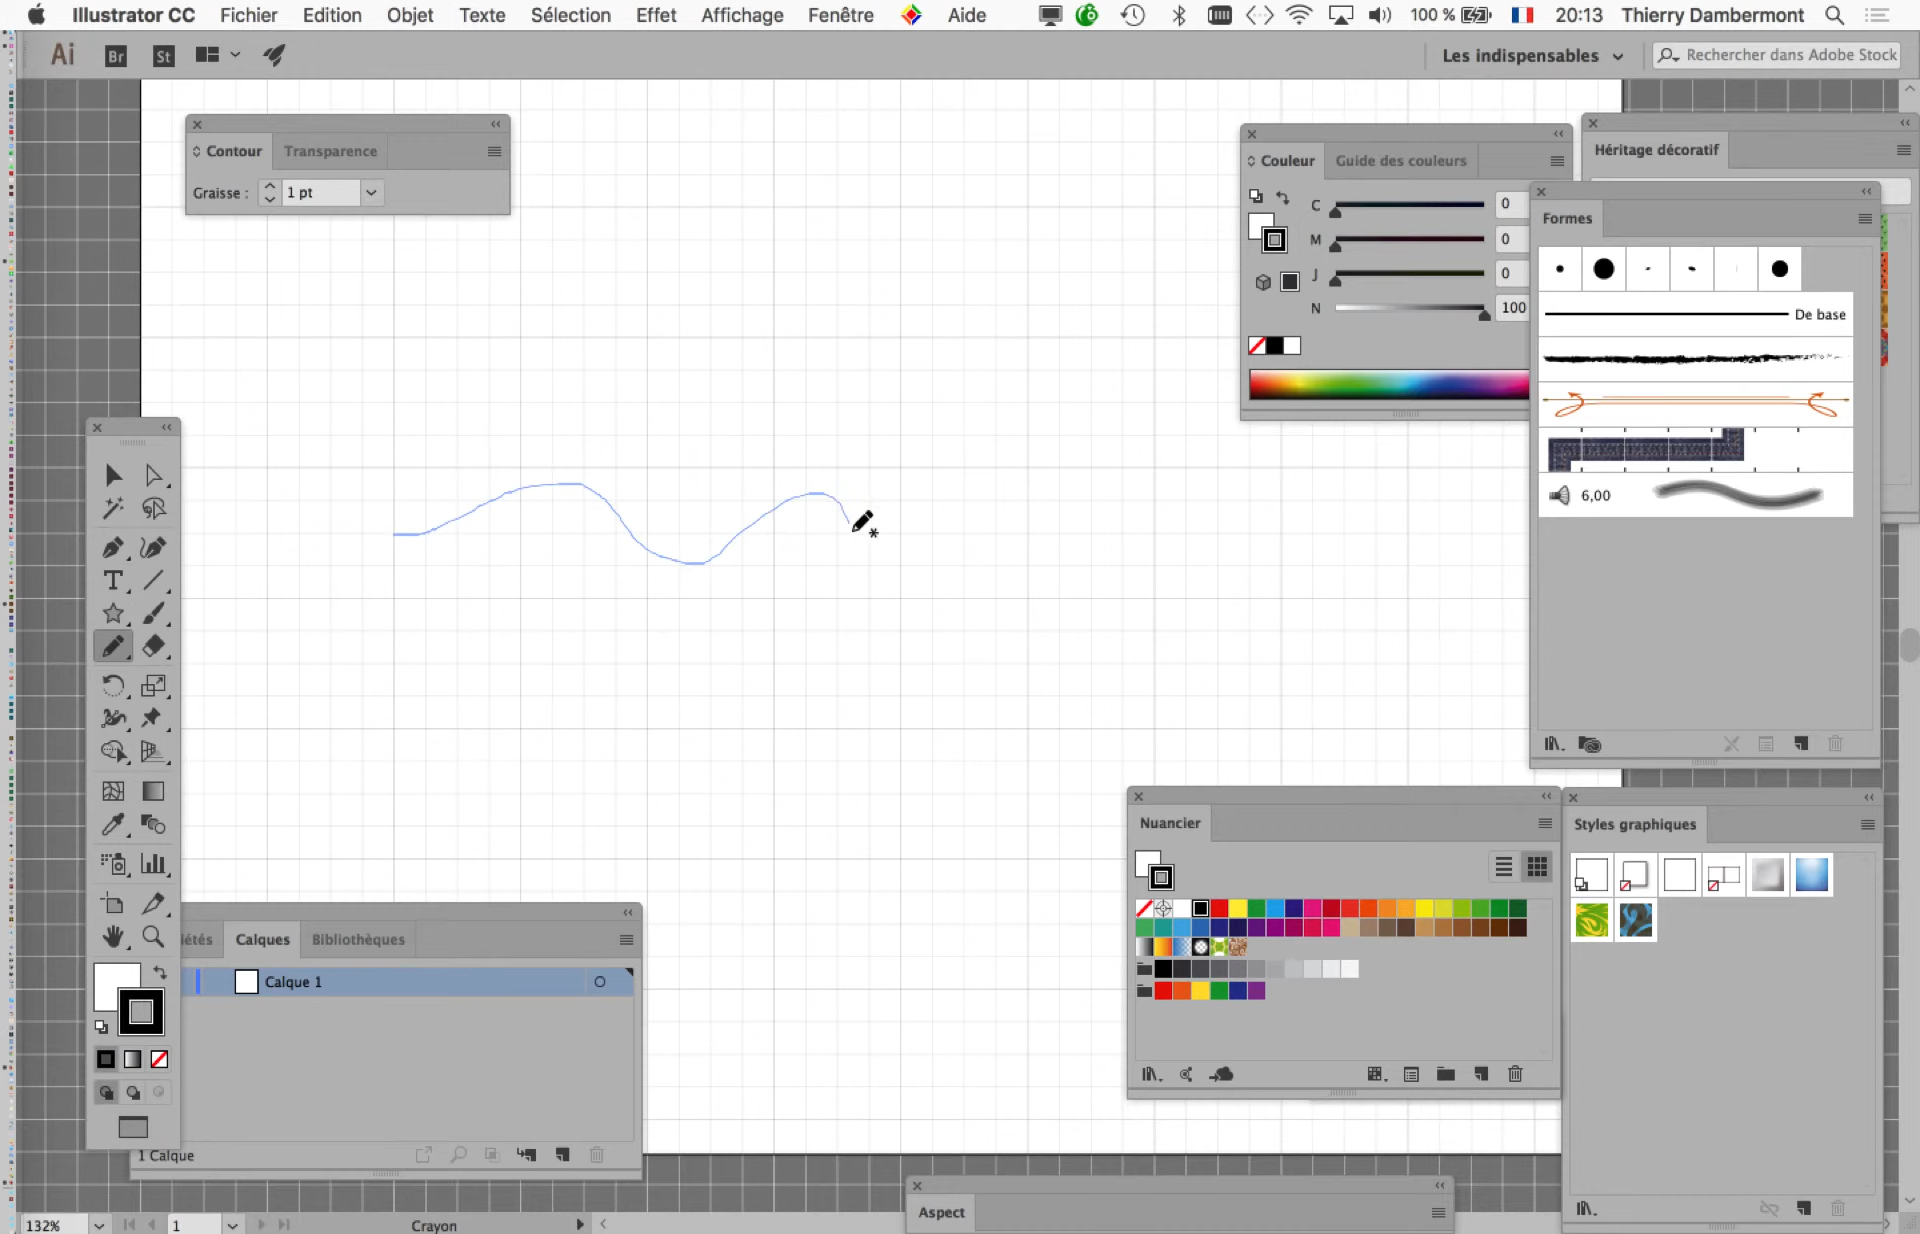 Illustrator CC Fichier Edition Objet Texte Sélection Effet Affichage Fenêtre Aide 100 % 20:13 Thierry Dambermont
Ai Br St Les indispensables Rechercher dans Adobe Stock
Contour Transparence
Graisse : 1 pt
Couleur Guide des couleurs
C 0
M 0
J 0
N 100
Héritage décoratif
Formes
De base
6,00
T
Nuancier
Styles graphiques
Calques Bibliothèques
Calque 1
1 Calque
Aspect
132% 1 Crayon